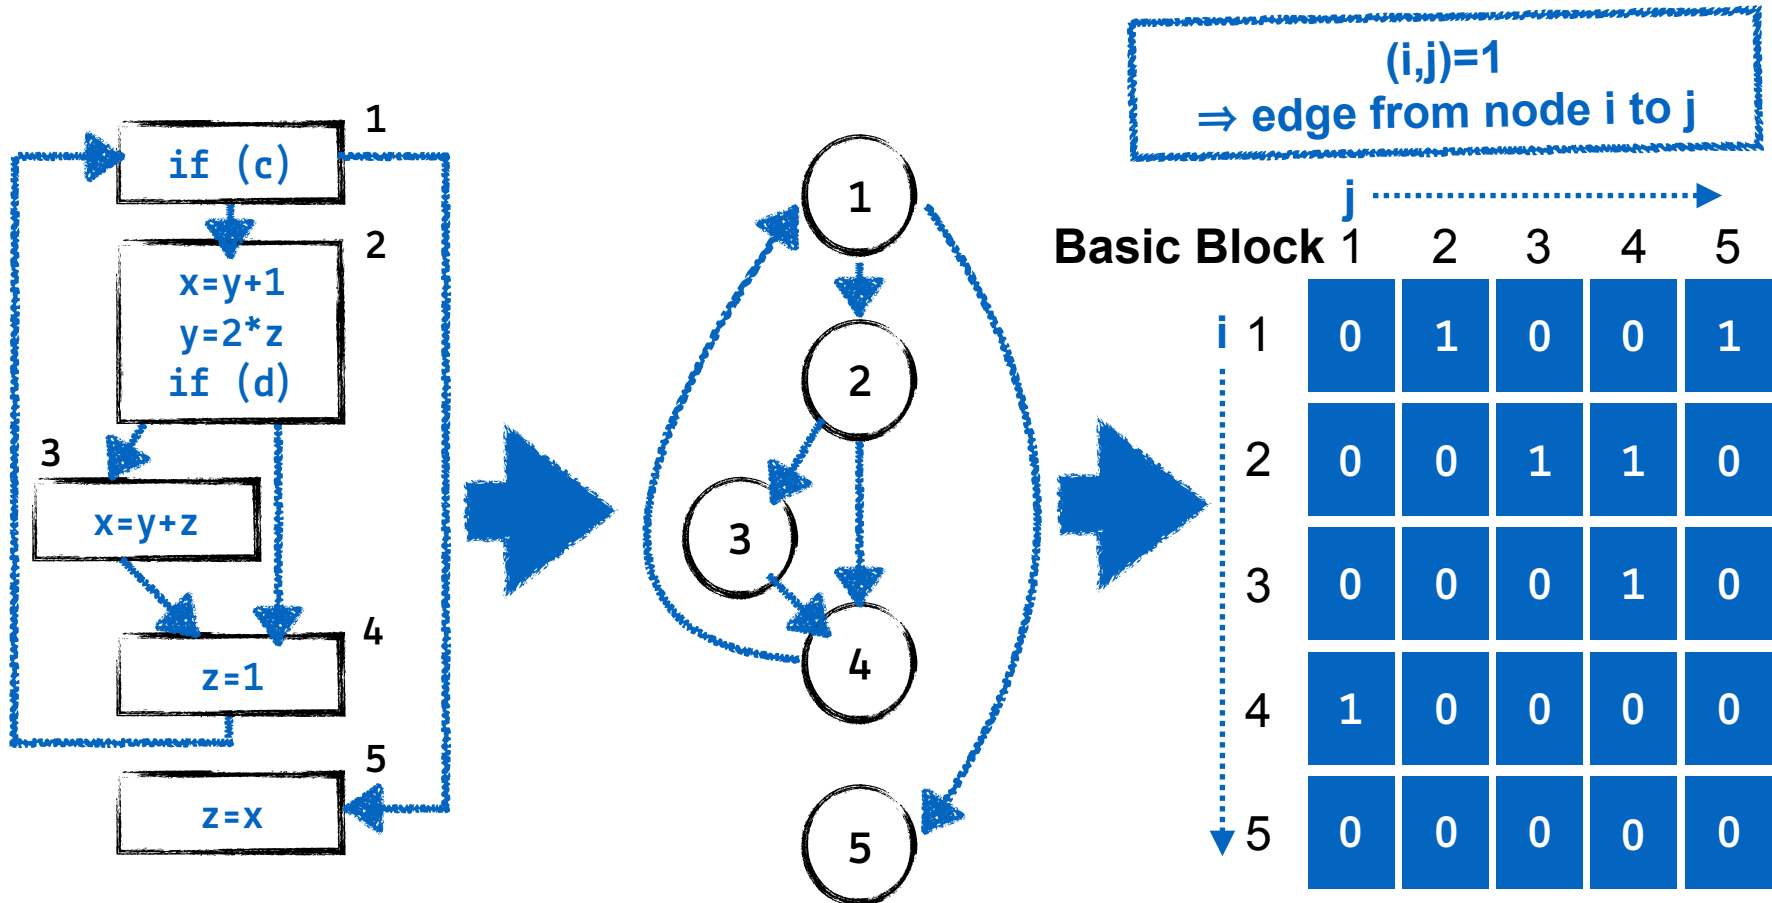 1
if (c)
2
x=y+1
y=2*z
if (d)
3
x=y+z
4
z=1
5
z=x
1
2
3
4
5
(i,j)=1
⇒ edge from node i to j
j
Basic Block 1 2 3 4 5
i 1 0 1 0 0 1
2 0 0 1 1 0
3 0 0 0 1 0
4 1 0 0 0 0
5 0 0 0 0 0